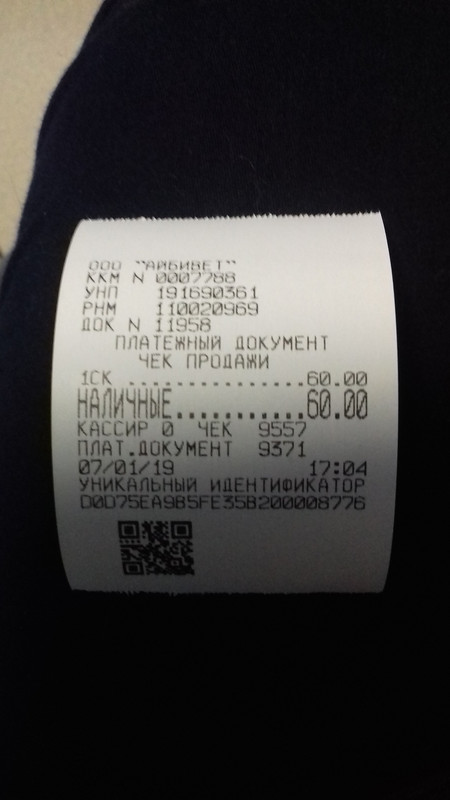 ООО "АЙБИВЕТ"
ККМ N 0007788
УНП 191690361
РНМ 110020969
ДОК N 11958
ПЛАТЕЖНЫЙ ДОКУМЕНТ
ЧЕК ПРОДАЖИ
1СК ...............60.00
НАЛИЧНЫЕ...........60.00
КАССИР 0 ЧЕК 9557
ПЛАТ.ДОКУМЕНТ 9371
07/01/19 17:04
УНИКАЛЬНЫЙ ИДЕНТИФИКАТОР
D0D75EA9B5FE35B200008776